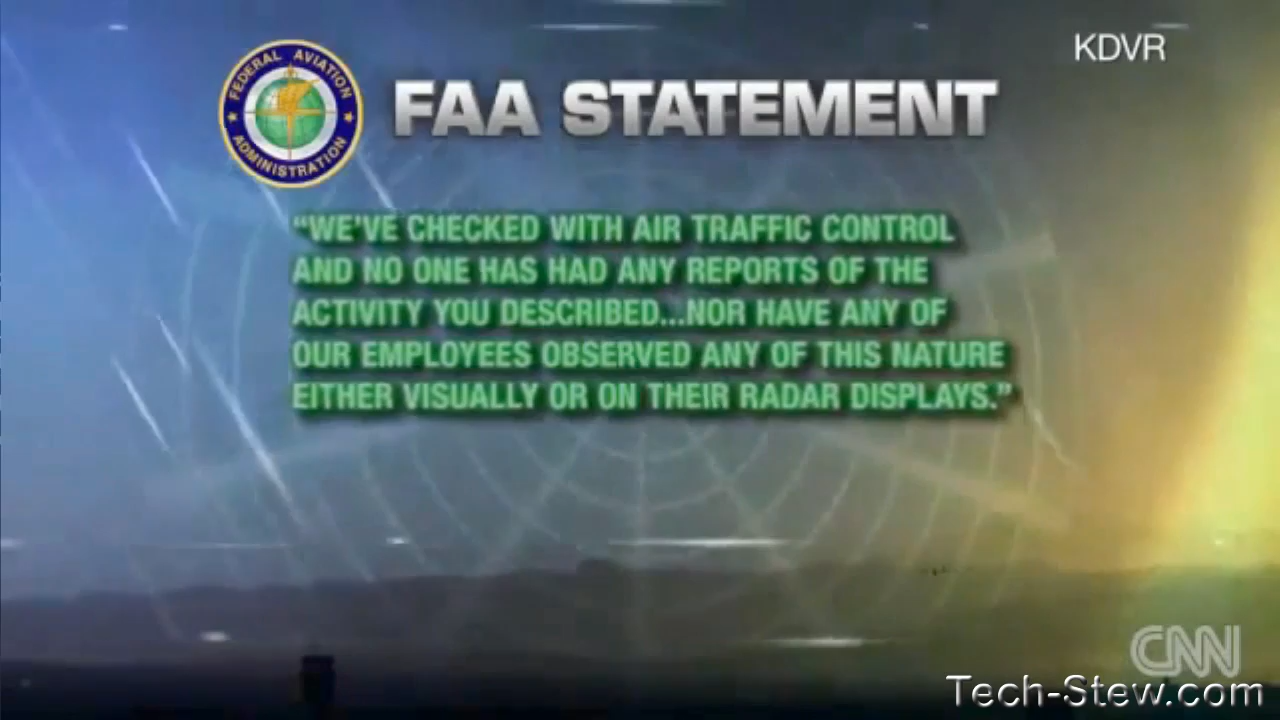 KDVR
FEDERAL AVIATION
ADMINISTRATION
FAA STATEMENT
“WE’VE CHECKED WITH AIR TRAFFIC CONTROL
AND NO ONE HAS HAD ANY REPORTS OF THE
ACTIVITY YOU DESCRIBED...NOR HAVE ANY OF
OUR EMPLOYEES OBSERVED ANY OF THIS NATURE
EITHER VISUALLY OR ON THEIR RADAR DISPLAYS.”
CNN
Tech-Stew.com